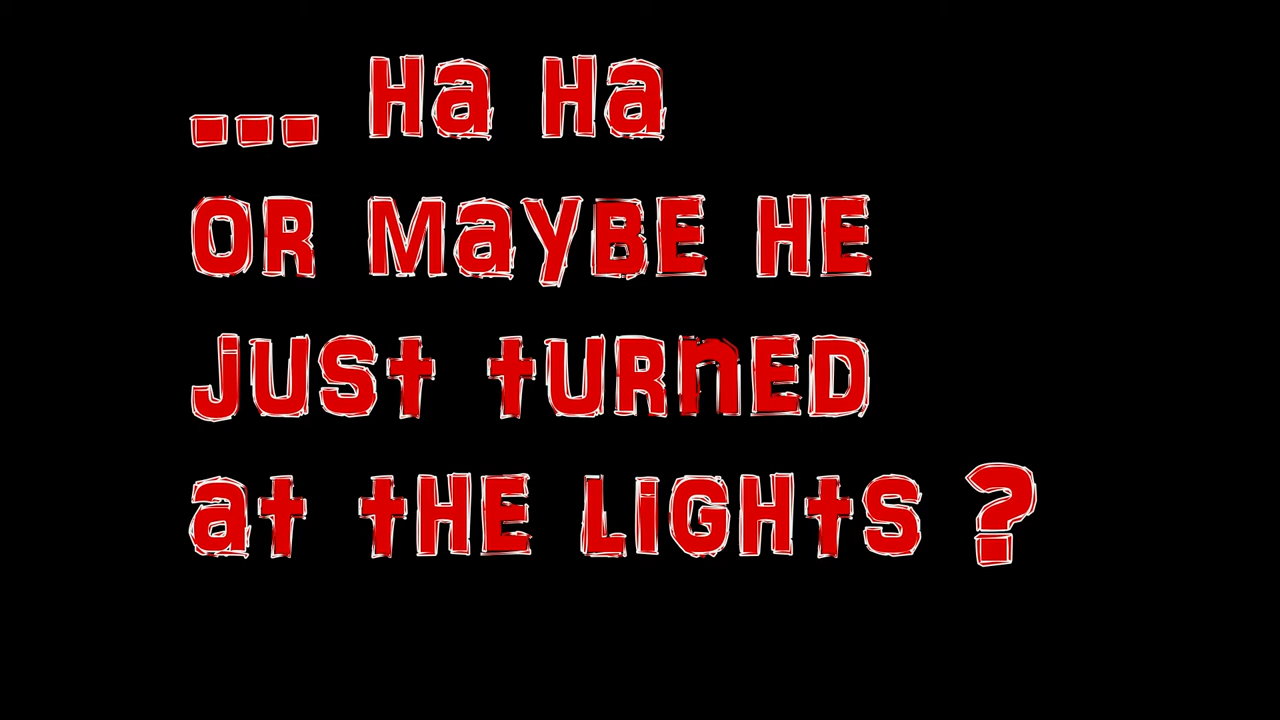 ... Ha Ha
OR MaYBE HE
JUST TURNED
aT THE LIGHTS ?